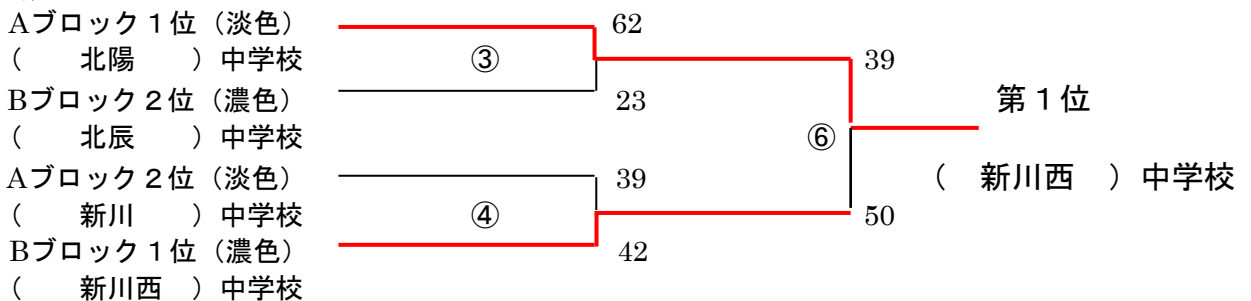 Aブロック１位（淡色）
62
（　　北陽　　）中学校
③
39
Bブロック２位（濃色）
23
第１位
（　　北辰　　）中学校
⑥
Aブロック２位（淡色）
39
（　新川西　）中学校
（　　新川　　）中学校
④
50
Bブロック１位（濃色）
42
（　　新川西　）中学校